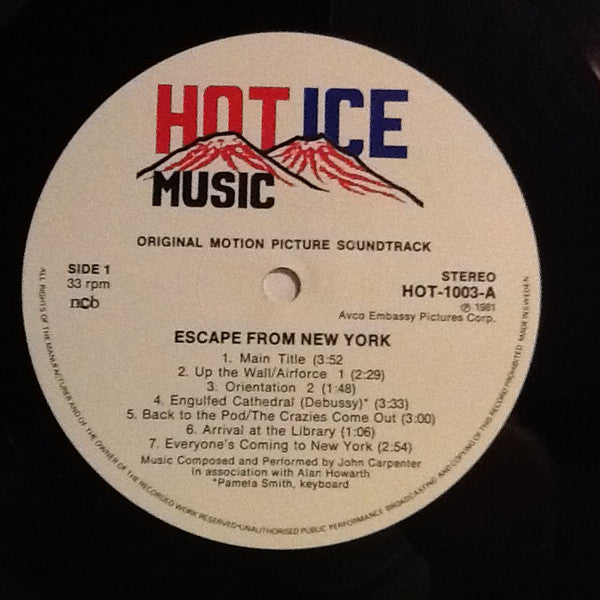 HOT ICE
MUSIC
ORIGINAL MOTION PICTURE SOUNDTRACK
SIDE 1
33 rpm
ncb
STEREO
HOT-1003-A
℗ 1981
Avco Embassy Pictures Corp.
ESCAPE FROM NEW YORK
1. Main Title (3:52
2. Up the Wall/Airforce 1 (2:29)
3. Orientation 2 (1:48)
4. Engulfed Cathedral (Debussy)* (3:33)
5. Back to the Pod/The Crazies Come Out (3:00)
6. Arrival at the Library (1:06)
7. Everyone's Coming to New York (2:54)
Music Composed and Performed by John Carpenter
in association with Alan Howarth
*Pamela Smith, keyboard
ALL RIGHTS OF THE MANUFACTURER AND OF THE OWNER OF THE RECORDED WORK RESERVED•UNAUTHORISED PUBLIC PERFORMANCE BROADCASTING AND COPYING OF THIS RECORD PROHIBITED. MADE IN SWEDEN